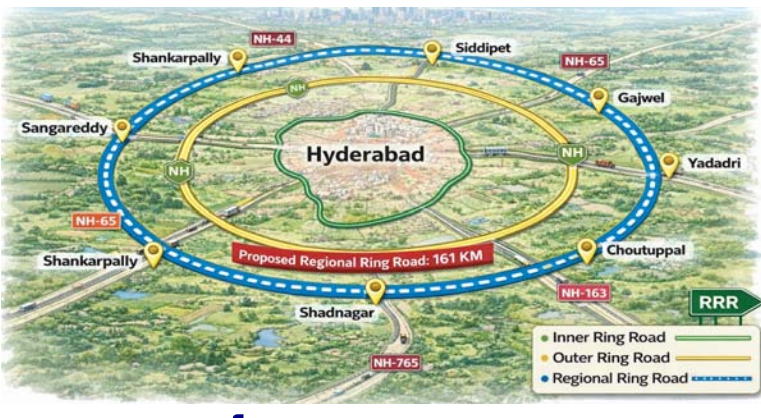 NH-44
Siddipet
Shankarpally
NH-65
Gajwel
NH
Sangareddy
Hyderabad
NH
NH
Yadadri
NH-65
Shankarpally
Proposed Regional Ring Road: 161 KM
Choutuppal
NH-163
RRR
Shadnagar
Inner Ring Road
Outer Ring Road
NH-765
Regional Ring Road